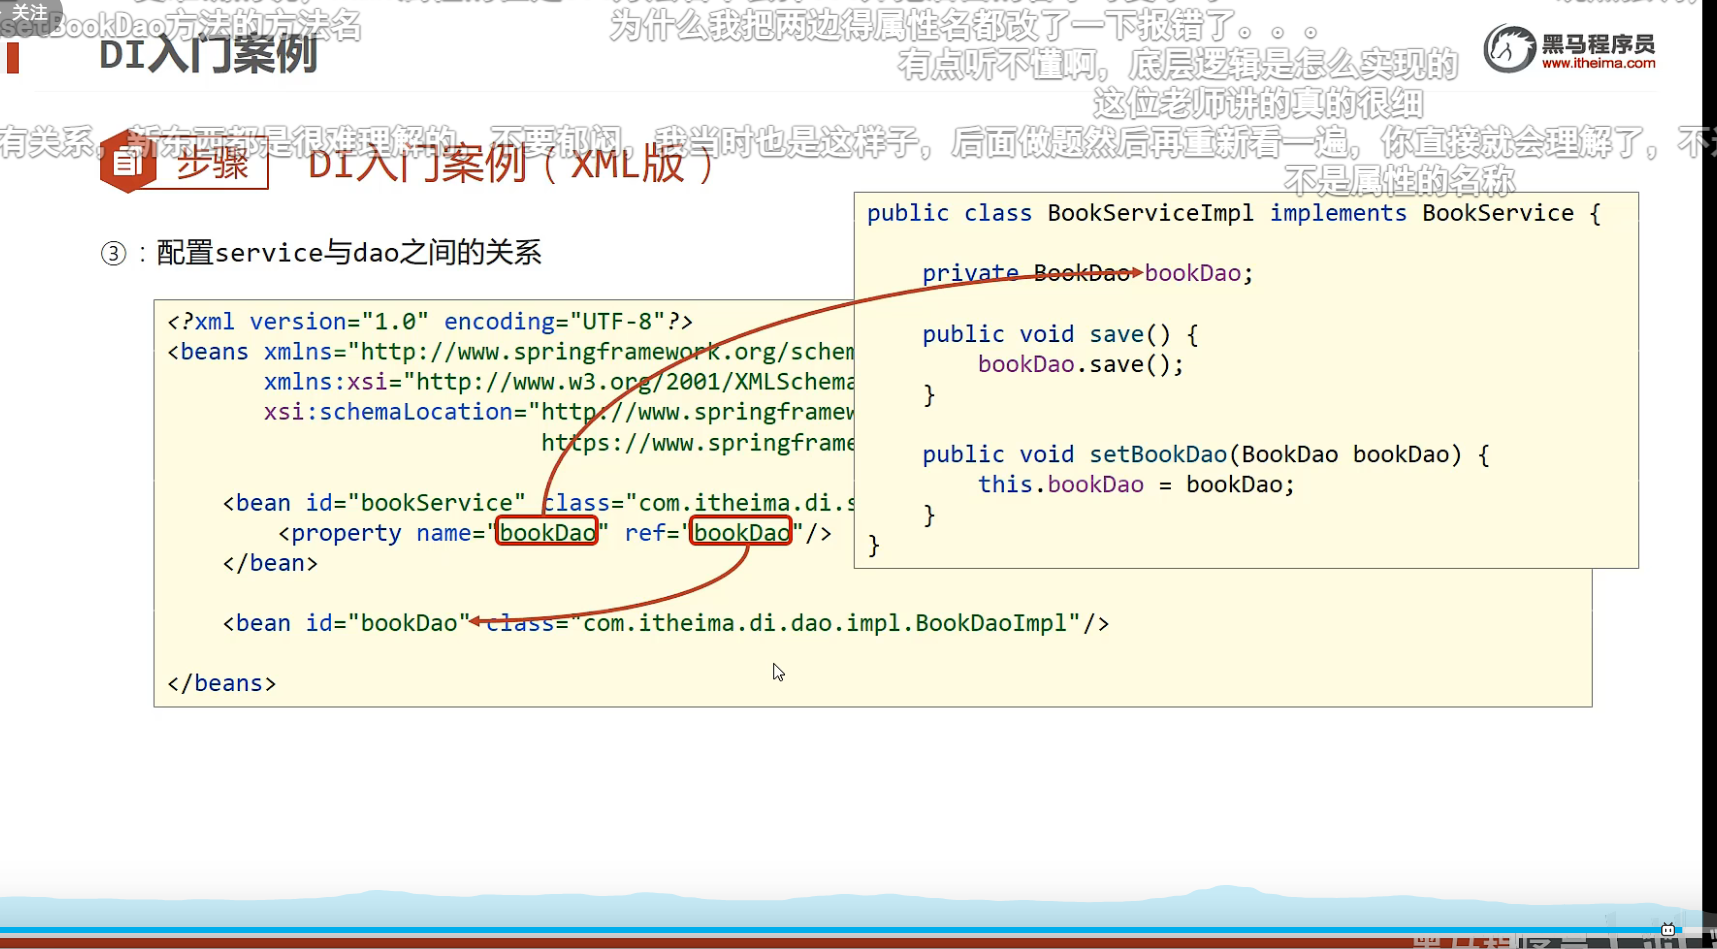 关注
setBookDao方法的方法名
为什么我把两边得属性名都改了一下报错了。。。
DI入门案例
有点听不懂啊，底层逻辑是怎么实现的
黑马程序员
www.itheima.com
这位老师讲的真的很细
有关系，新东西都是很难理解的，不要郁闷，我当时也是这样子，后面做题然后再重新看一遍，你直接就会理解了，不
步骤
DI入门案例（XML版）
不是属性的名称
③：配置service与dao之间的关系
<?xml version="1.0" encoding="UTF-8"?>
<beans xmlns="http://www.springframework.org/schem
xmlns:xsi="http://www.w3.org/2001/XMLSchema
xsi:schemaLocation="http://www.springframew
https://www.springframe
<bean id="bookService" class="com.itheima.di.s
<property name="bookDao" ref="bookDao"/>
</bean>
<bean id="bookDao" class="com.itheima.di.dao.impl.BookDaoImpl"/>
</beans>
public class BookServiceImpl implements BookService {
private BookDao bookDao;
public void save() {
bookDao.save();
}
public void setBookDao(BookDao bookDao) {
this.bookDao = bookDao;
}
}